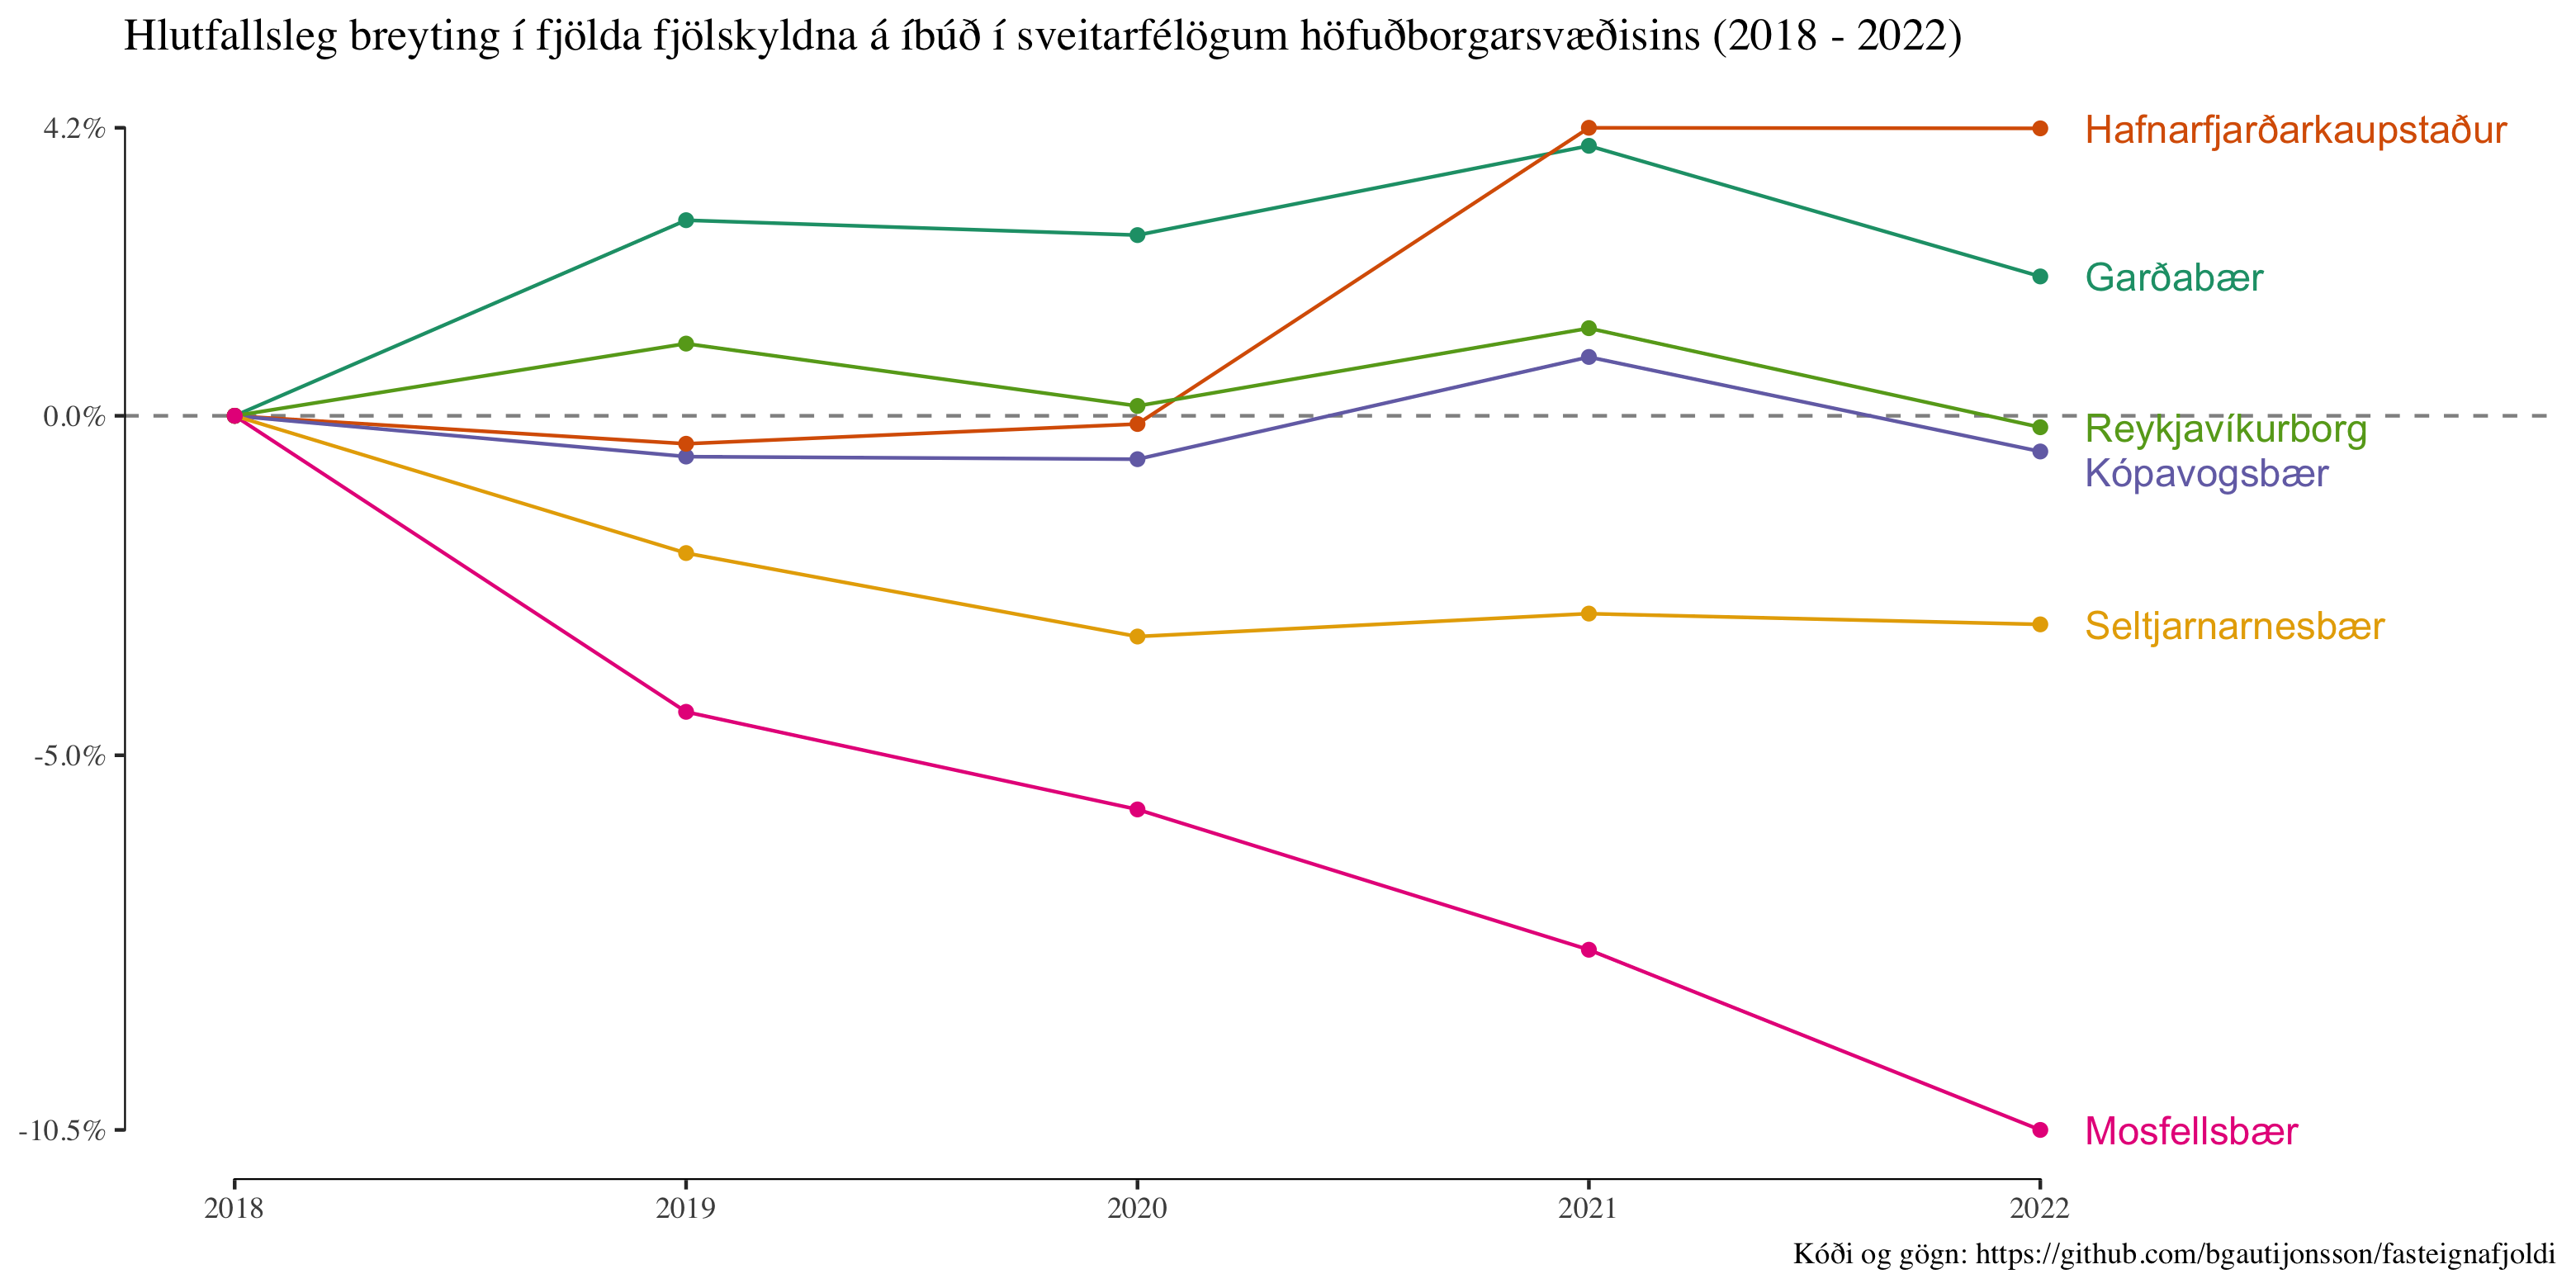 Hlutfallsleg breyting í fjölda fjölskyldna á íbúð í sveitarfélögum höfuðborgarsvæðisins (2018 - 2022)
4.2%
0.0%
-5.0%
-10.5%
Hafnarfjarðarkaupstaður
Garðabær
Reykjavíkurborg
Kópavogsbær
Seltjarnarnesbær
Mosfellsbær
2018 2019 2020 2021 2022
Kóði og gögn: https://github.com/bgautijonsson/fasteignafjoldi